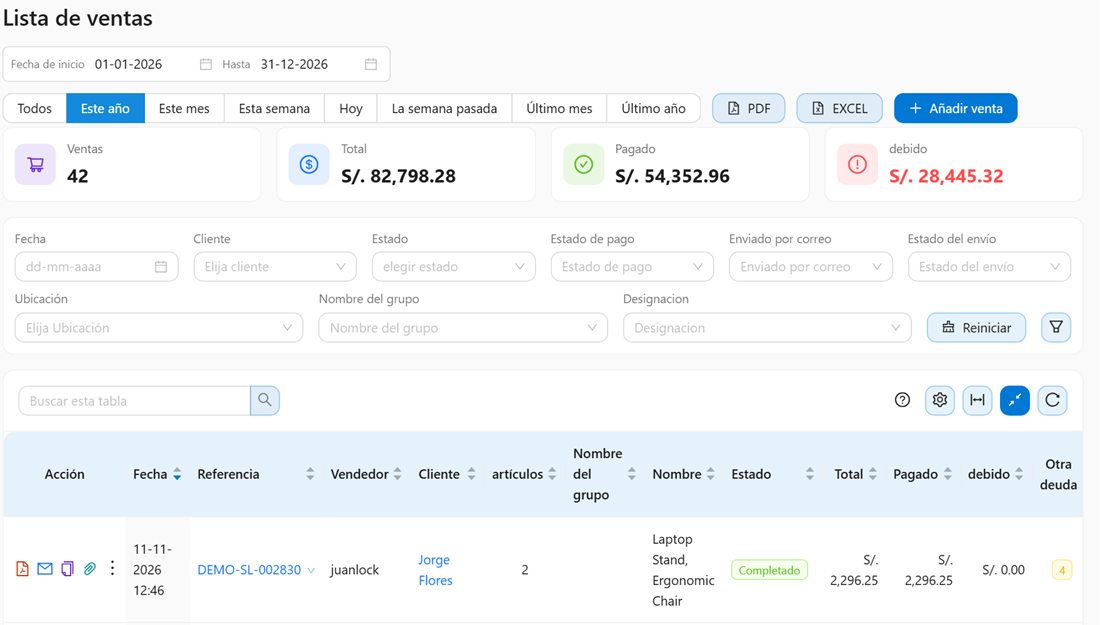 Lista de ventas
Fecha de inicio 01-01-2026 Hasta 31-12-2026
Todos Este año Este mes Esta semana Hoy La semana pasada Último mes Último año PDF EXCEL + Añadir venta
Ventas
42
Total
S/. 82,798.28
Pagado
S/. 54,352.96
debido
S/. 28,445.32
Fecha Cliente Estado Estado de pago Enviado por correo Estado del envío
dd-mm-aaaa Elija cliente elegir estado Estado de pago Enviado por correo Estado del envío
Ubicación Nombre del grupo Designacion
Elija Ubicación Nombre del grupo Designacion Reiniciar
Buscar esta tabla
Acción Fecha Referencia Vendedor Cliente artículos Nombre del grupo Nombre Estado Total Pagado debido Otra deuda
11-11-
2026
12:46
DEMO-SL-002830
juanlock
Jorge
Flores
2
Laptop
Stand,
Ergonomic
Chair
Completado
S/.
2,296.25
S/.
2,296.25
S/. 0.00
4